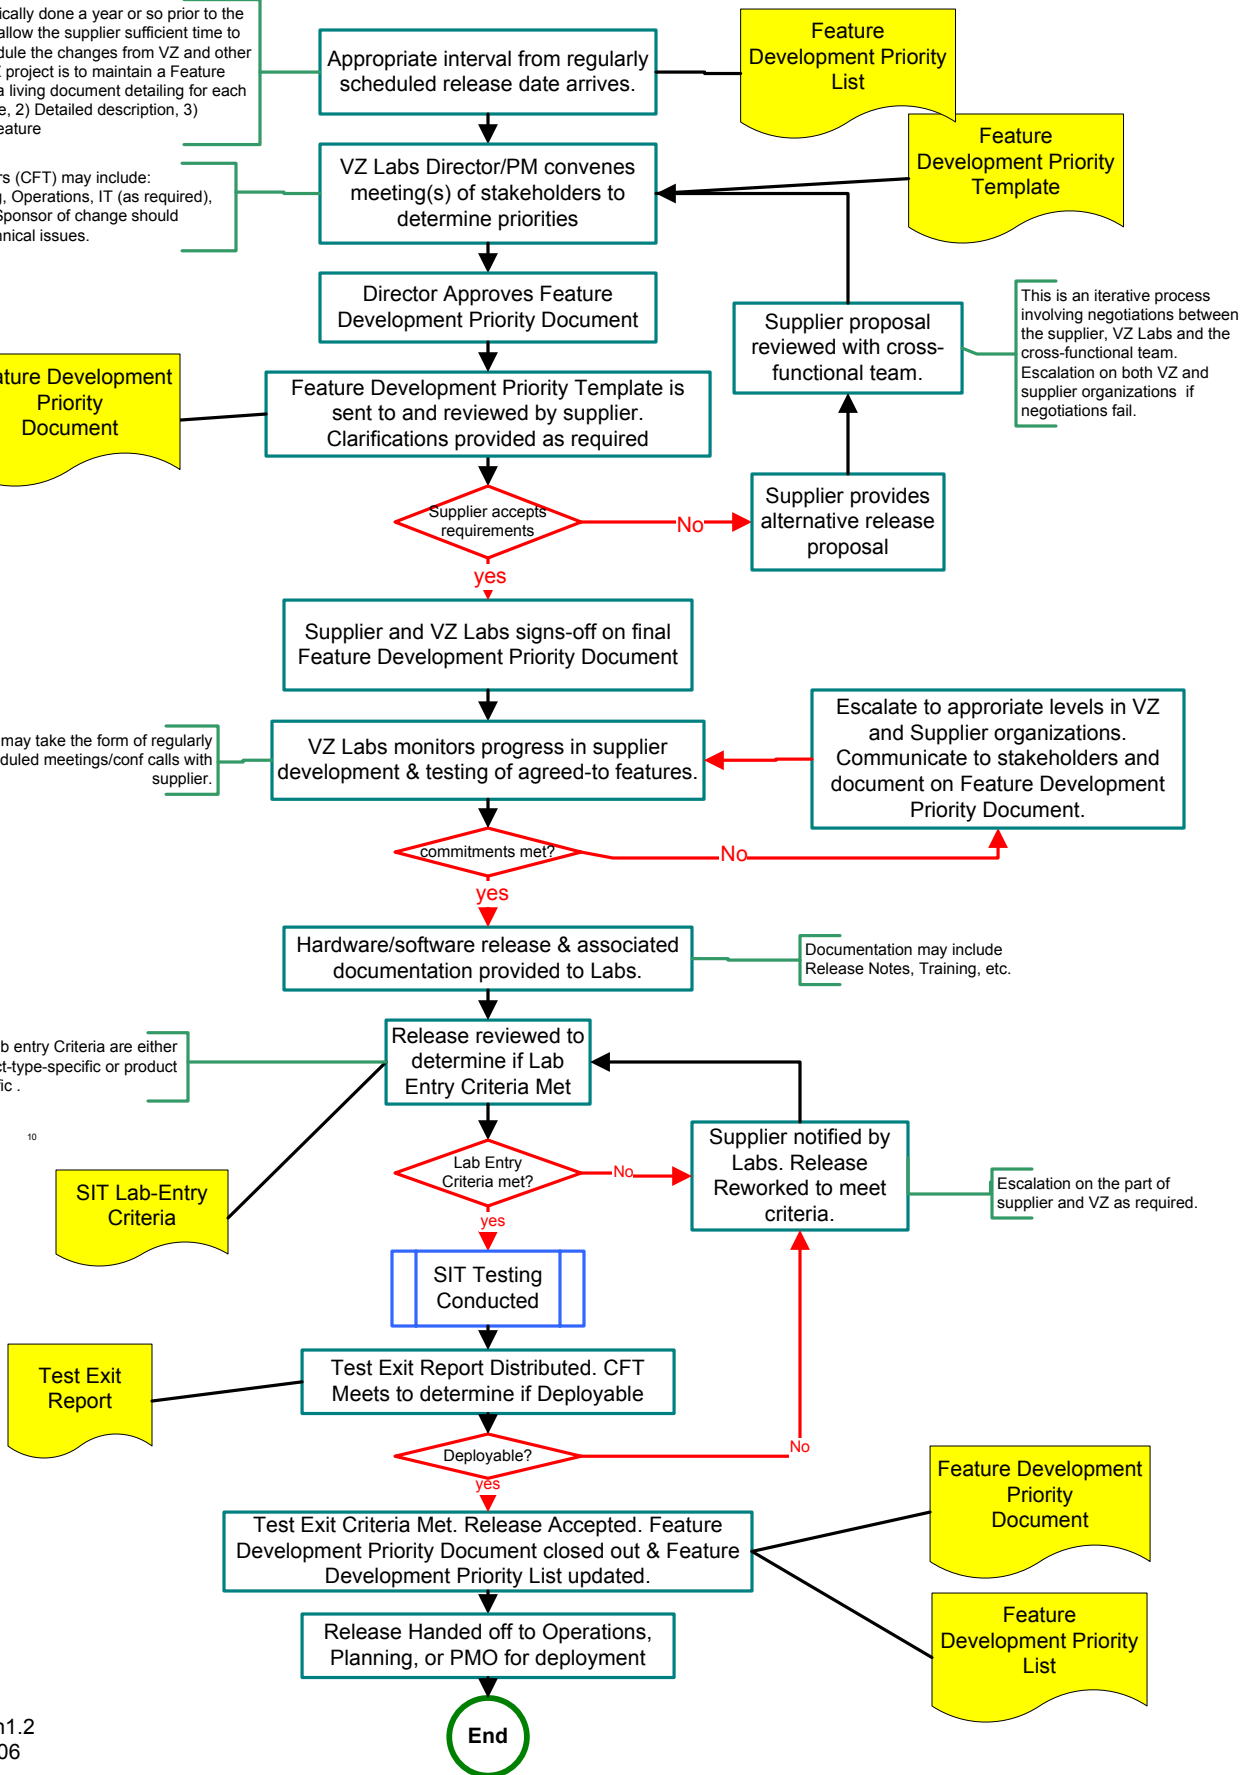 ically done a year or so prior to the
allow the supplier sufficient time to
dule the changes from VZ and other
project is to maintain a Feature
a living document detailing for each
e, 2) Detailed description, 3)
eature
Appropriate interval from regularly
scheduled release date arrives.
Feature
Development Priority
List
Feature
Development Priority
Template
rs (CFT) may include:
g, Operations, IT (as required),
Sponsor of change should
hnical issues.
VZ Labs Director/PM convenes
meeting(s) of stakeholders to
determine priorities
Director Approves Feature
Development Priority Document
Supplier proposal
reviewed with cross-
functional team.
This is an iterative process
involving negotiations between
the supplier, VZ Labs and the
cross-functional team.
Escalation on both VZ and
supplier organizations if
negotiations fail.
ature Development
Priority
Document
Feature Development Priority Template is
sent to and reviewed by supplier.
Clarifications provided as required
Supplier accepts
requirements
No
Supplier provides
alternative release
proposal
yes
Supplier and VZ Labs signs-off on final
Feature Development Priority Document
may take the form of regularly
eduled meetings/conf calls with
supplier.
VZ Labs monitors progress in supplier
development & testing of agreed-to features.
Escalate to approriate levels in VZ
and Supplier organizations.
Communicate to stakeholders and
document on Feature Development
Priority Document.
commitments met?
No
yes
Hardware/software release & associated
documentation provided to Labs.
Documentation may include
Release Notes, Training, etc.
b entry Criteria are either
ct-type-specific or product
fic .
Release reviewed to
determine if Lab
Entry Criteria Met
10
Lab Entry
Criteria met?
No
Supplier notified by
Labs. Release
Reworked to meet
criteria.
Escalation on the part of
supplier and VZ as required.
SIT Lab-Entry
Criteria
yes
SIT Testing
Conducted
Test Exit
Report
Test Exit Report Distributed. CFT
Meets to determine if Deployable
Deployable?
No
yes
Feature Development
Priority
Document
Test Exit Criteria Met. Release Accepted. Feature
Development Priority Document closed out & Feature
Development Priority List updated.
Feature
Development Priority
List
Release Handed off to Operations,
Planning, or PMO for deployment
End
n1.2
06